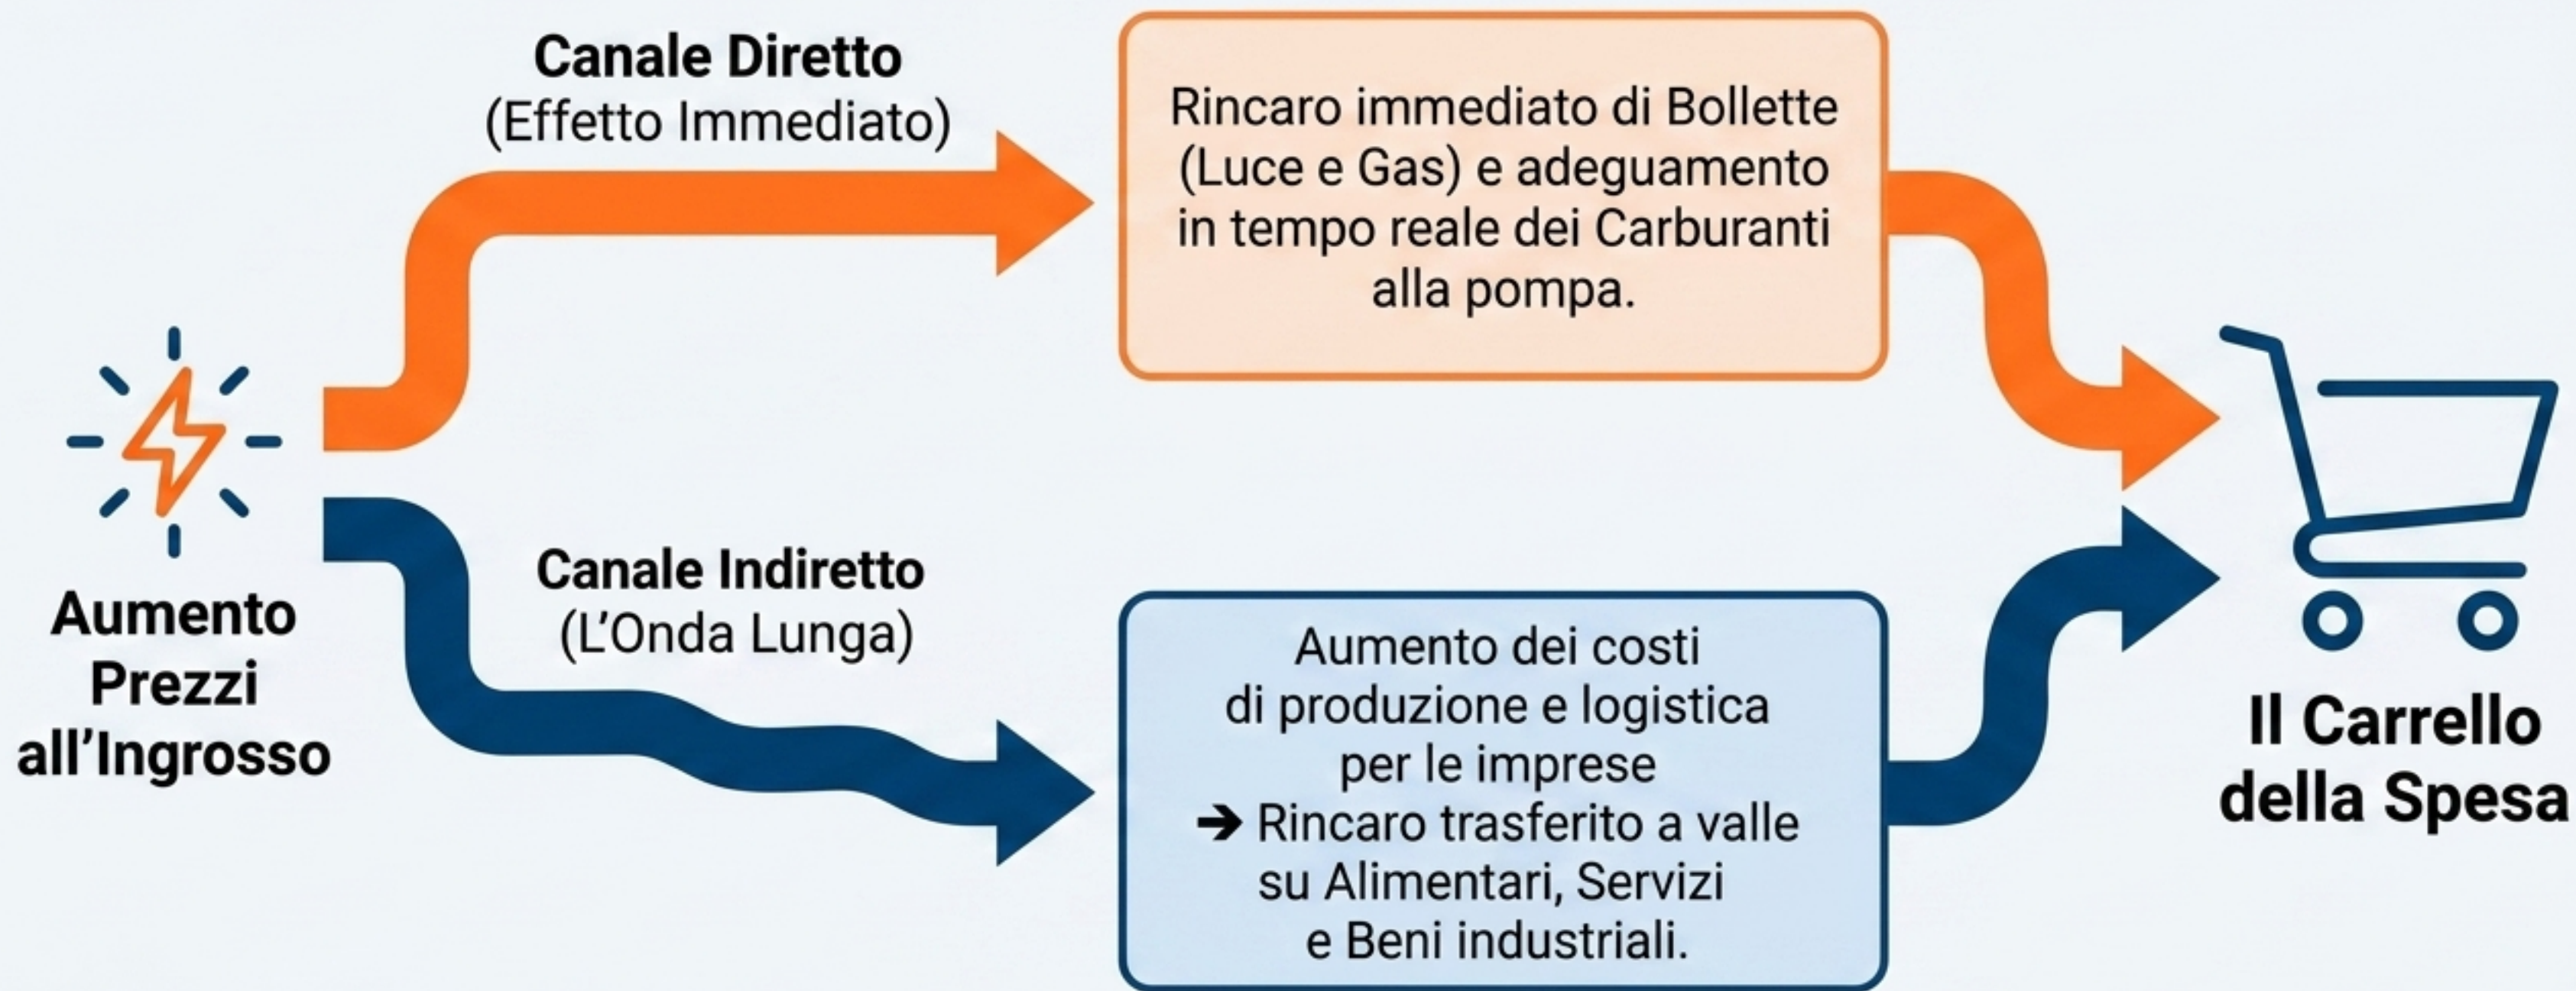 Canale Diretto
(Effetto Immediato)
Rincaro immediato di Bollette
(Luce e Gas) e adeguamento
in tempo reale dei Carburanti
alla pompa.
Aumento
Prezzi
all’Ingrosso
Canale Indiretto
(L’Onda Lunga)
Aumento dei costi
di produzione e logistica
per le imprese
➔ Rincaro trasferito a valle
su Alimentari, Servizi
e Beni industriali.
Il Carrello
della Spesa